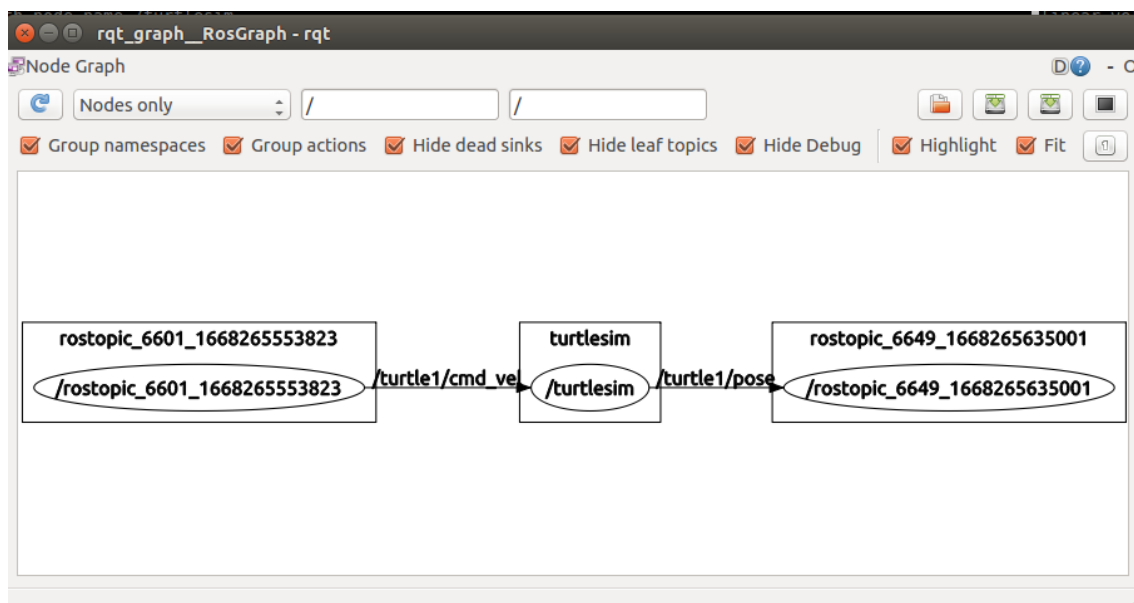 rqt_graph__RosGraph - rqt
Node Graph
D ? - O
Nodes only / /
Group namespaces Group actions Hide dead sinks Hide leaf topics Hide Debug Highlight Fit
rostopic_6601_1668265553823 turtlesim rostopic_6649_1668265635001
/rostopic_6601_1668265553823 /turtle1/cmd_vel /turtlesim /turtle1/pose /rostopic_6649_1668265635001